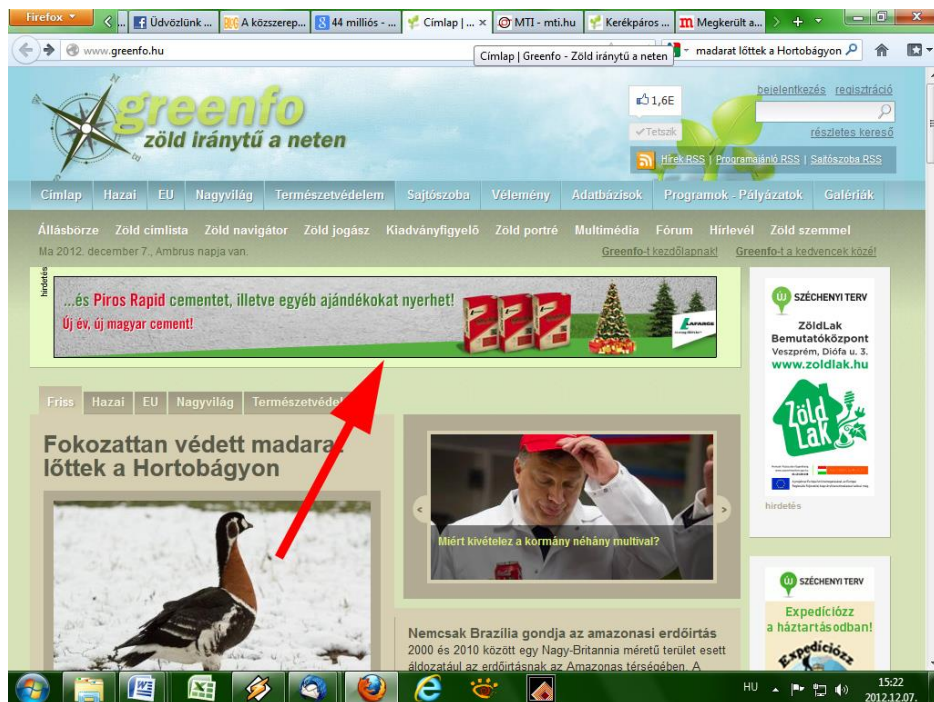 Firefox
Üdvözlünk ...
A közszerep...
44 milliós - ...
Címlap | ...
MTI - mti.hu
Kerékpáros ...
Megkerült a...
www.greenfo.hu
Címlap | Greenfo - Zöld iránytű a neten
madarat lőttek a Hortobágyon
greenfo
zöld iránytű a neten
1,6E
Tetszik
bejelentkezés regisztráció
részletes kereső
Hírek RSS | Programajánló RSS | Sajtószoba RSS
Címlap Hazai EU Nagyvilág Természetvédelem Sajtószoba Vélemény Adatbázisok Programok - Pályázatok Galériák
Állásbörze Zöld címlista Zöld navigátor Zöld jogász Kiadványfigyelő Zöld portré Multimédia Fórum Hírlevél Zöld szemmel
Ma 2012. december 7., Ambrus napja van.
Greenfo-t kezdőlapnak! Greenfo-t a kedvencek közé!
hirdetés
...és Piros Rapid cementet, illetve egyéb ajándékokat nyerhet!
Új év, új magyar cement!
LAFARGE
SZÉCHENYI TERV
ZöldLak
Bemutatóközpont
Veszprém, Diófa u. 3.
www.zoldlak.hu
Zöld
Lak
hirdetés
Friss Hazai EU Nagyvilág
Fokozattan védett madarat
lőttek a Hortobágyon
Miért kivételez a kormány néhány multival?
Nemcsak Brazília gondja az amazonasi erdőirtás
2000 és 2010 között egy Nagy-Britannia méretű terület esett
áldozatául az erdőirtásnak az Amazonas térségében. A
SZÉCHENYI TERV
Expedíciózz
a háztartásodban!
Expedíciózz
HU
15:22
2012.12.07.